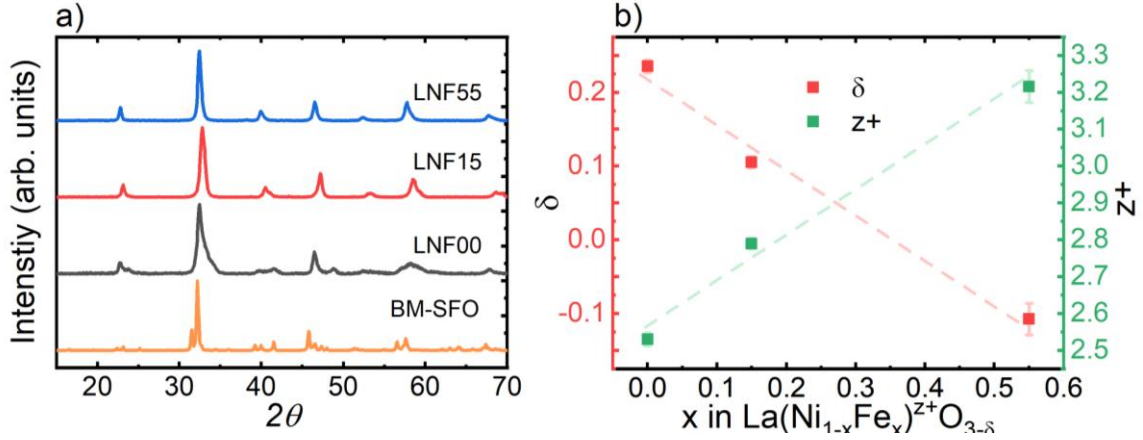 a)
Intenstiy (arb. units)
LNF55
LNF15
LNF00
BM-SFO
20 30 40 50 60 70
2θ
b)
δ
0.2
0.1
0.0
-0.1
δ
z+
3.3
3.2
3.1
3.0
2.9
2.8
2.7
2.6
2.5
z+
0.0 0.1 0.2 0.3 0.4 0.5 0.6
x in La(Ni₁₋ₓFeₓ)ᶻ⁺O₃₋δ